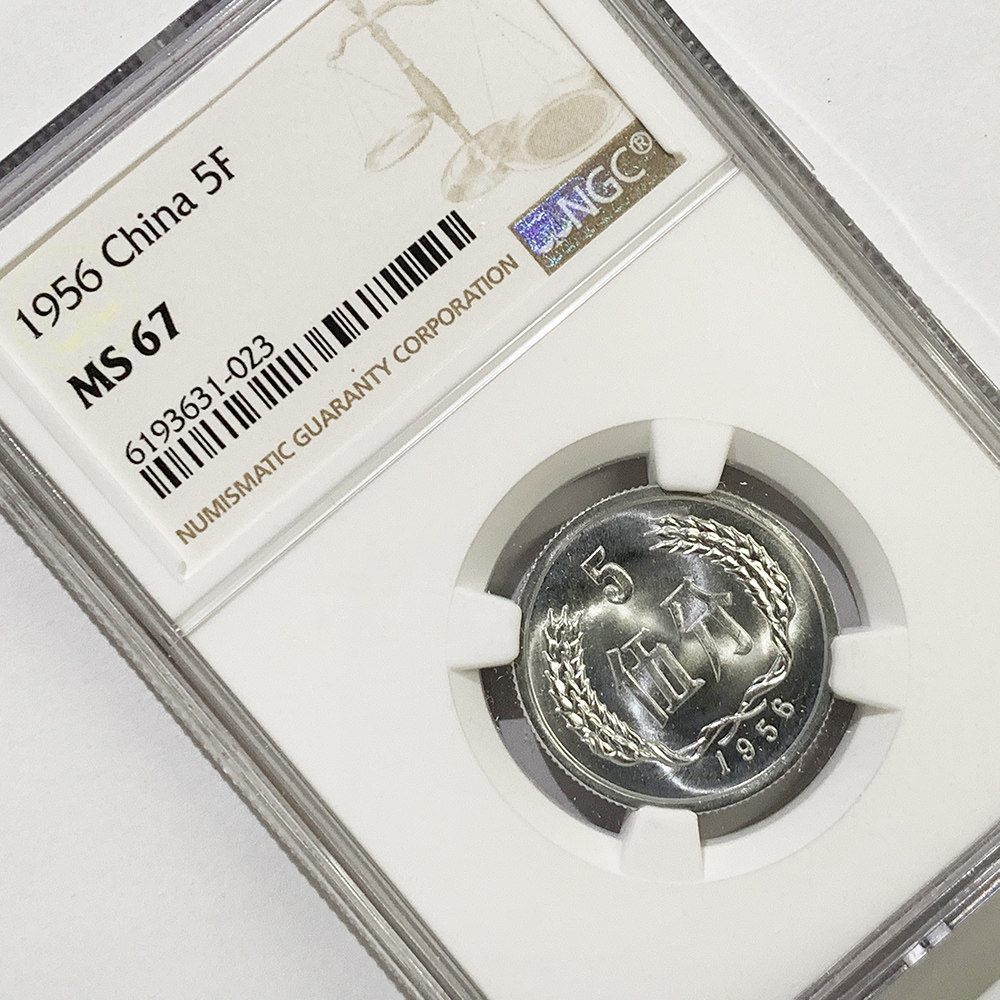 1956 China 5F
MS 67
6193631-023
NGC®
NUMISMATIC GUARANTY CORPORATION
5
伍分
1956